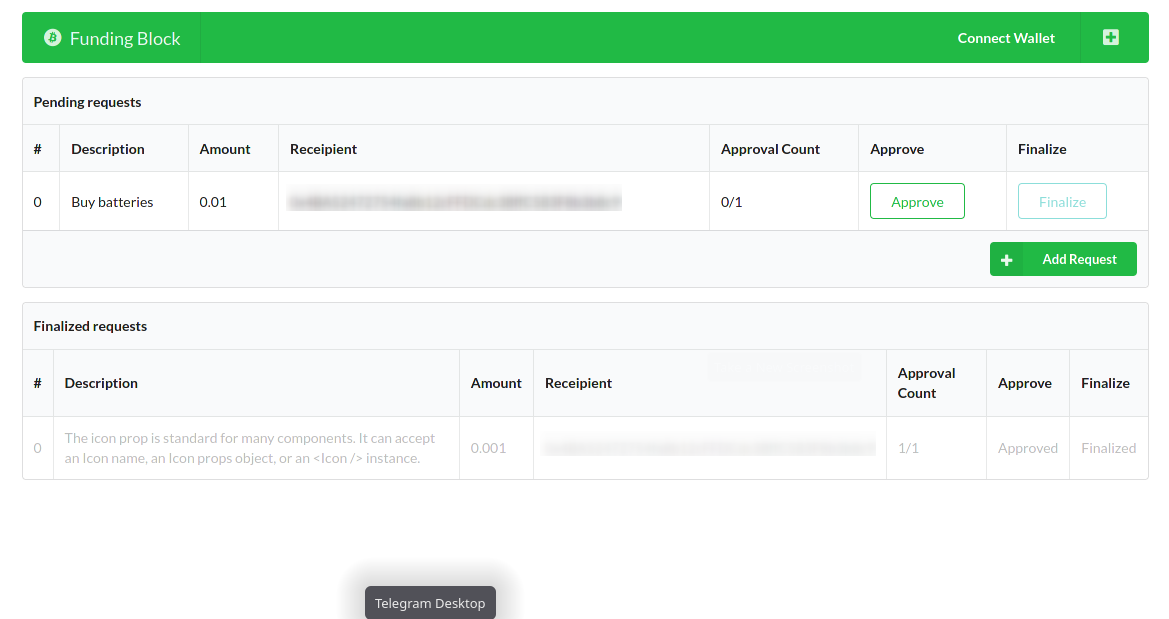 Funding Block
Connect Wallet
Pending requests
# Description Amount Receipient Approval Count Approve Finalize
0 Buy batteries 0.01 0/1 Approve Finalize
Add Request
Finalized requests
# Description Amount Receipient Approval Count Approve Finalize
0 The icon prop is standard for many components. It can accept
an Icon name, an Icon props object, or an <Icon /> instance.
0.001 1/1 Approved Finalized
Telegram Desktop